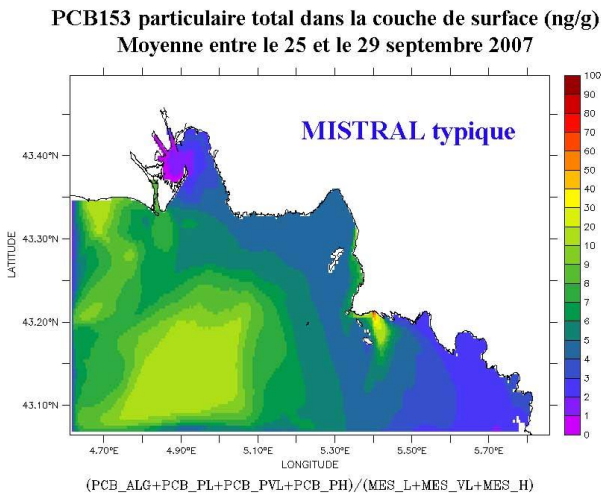 PCB153 particulaire total dans la couche de surface (ng/g)
Moyenne entre le 25 et le 29 septembre 2007
MISTRAL typique
43.40°N
43.30°N
43.20°N
43.10°N
LATITUDE
4.70°E 4.90°E 5.10°E 5.30°E 5.50°E 5.70°E
LONGITUDE
100
90
80
70
60
50
40
30
20
10
9
8
7
6
5
4
3
2
1
0
(PCB_ALG+PCB_PL+PCB_PVL+PCB_PH)/(MES_L+MES_VL+MES_H)